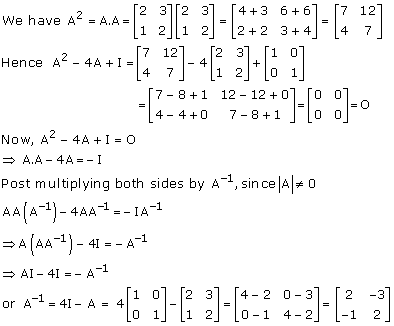 We have A² = A.A = [2 3; 1 2] [2 3; 1 2] = [4+3 6+6; 2+2 3+4] = [7 12; 4 7]
Hence A² − 4A + I = [7 12; 4 7] − 4 [2 3; 1 2] + [1 0; 0 1]
= [7−8+1 12−12+0; 4−4+0 7−8+1] = [0 0; 0 0] = O
Now, A² − 4A + I = O
⇒ A.A − 4A = − I
Post multiplying both sides by A⁻¹, since |A| ≠ 0
AA(A⁻¹) − 4AA⁻¹ = − IA⁻¹
⇒ A(AA⁻¹) − 4I = − A⁻¹
⇒ AI − 4I = − A⁻¹
or A⁻¹ = 4I − A = 4 [1 0; 0 1] − [2 3; 1 2] = [4−2 0−3; 0−1 4−2] = [2 −3; −1 2]